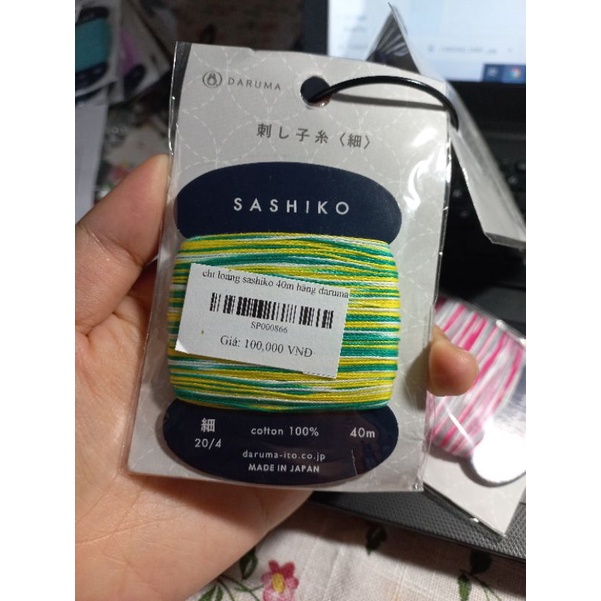 DARUMA
刺し子糸〈細〉
SASHIKO
chỉ loang sashiko 40m hãng daruma
SP000866
Giá: 100,000 VNĐ
細
20/4
cotton 100%
40m
daruma-ito.co.jp
MADE IN JAPAN